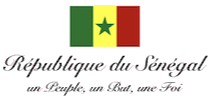 République du Sénégal
un Peuple, un But, une Foi